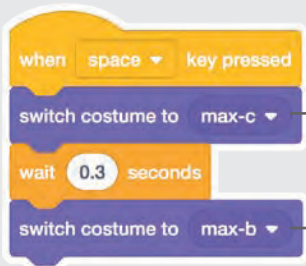 when space key pressed
switch costume to max-c
wait 0.3 seconds
switch costume to max-b